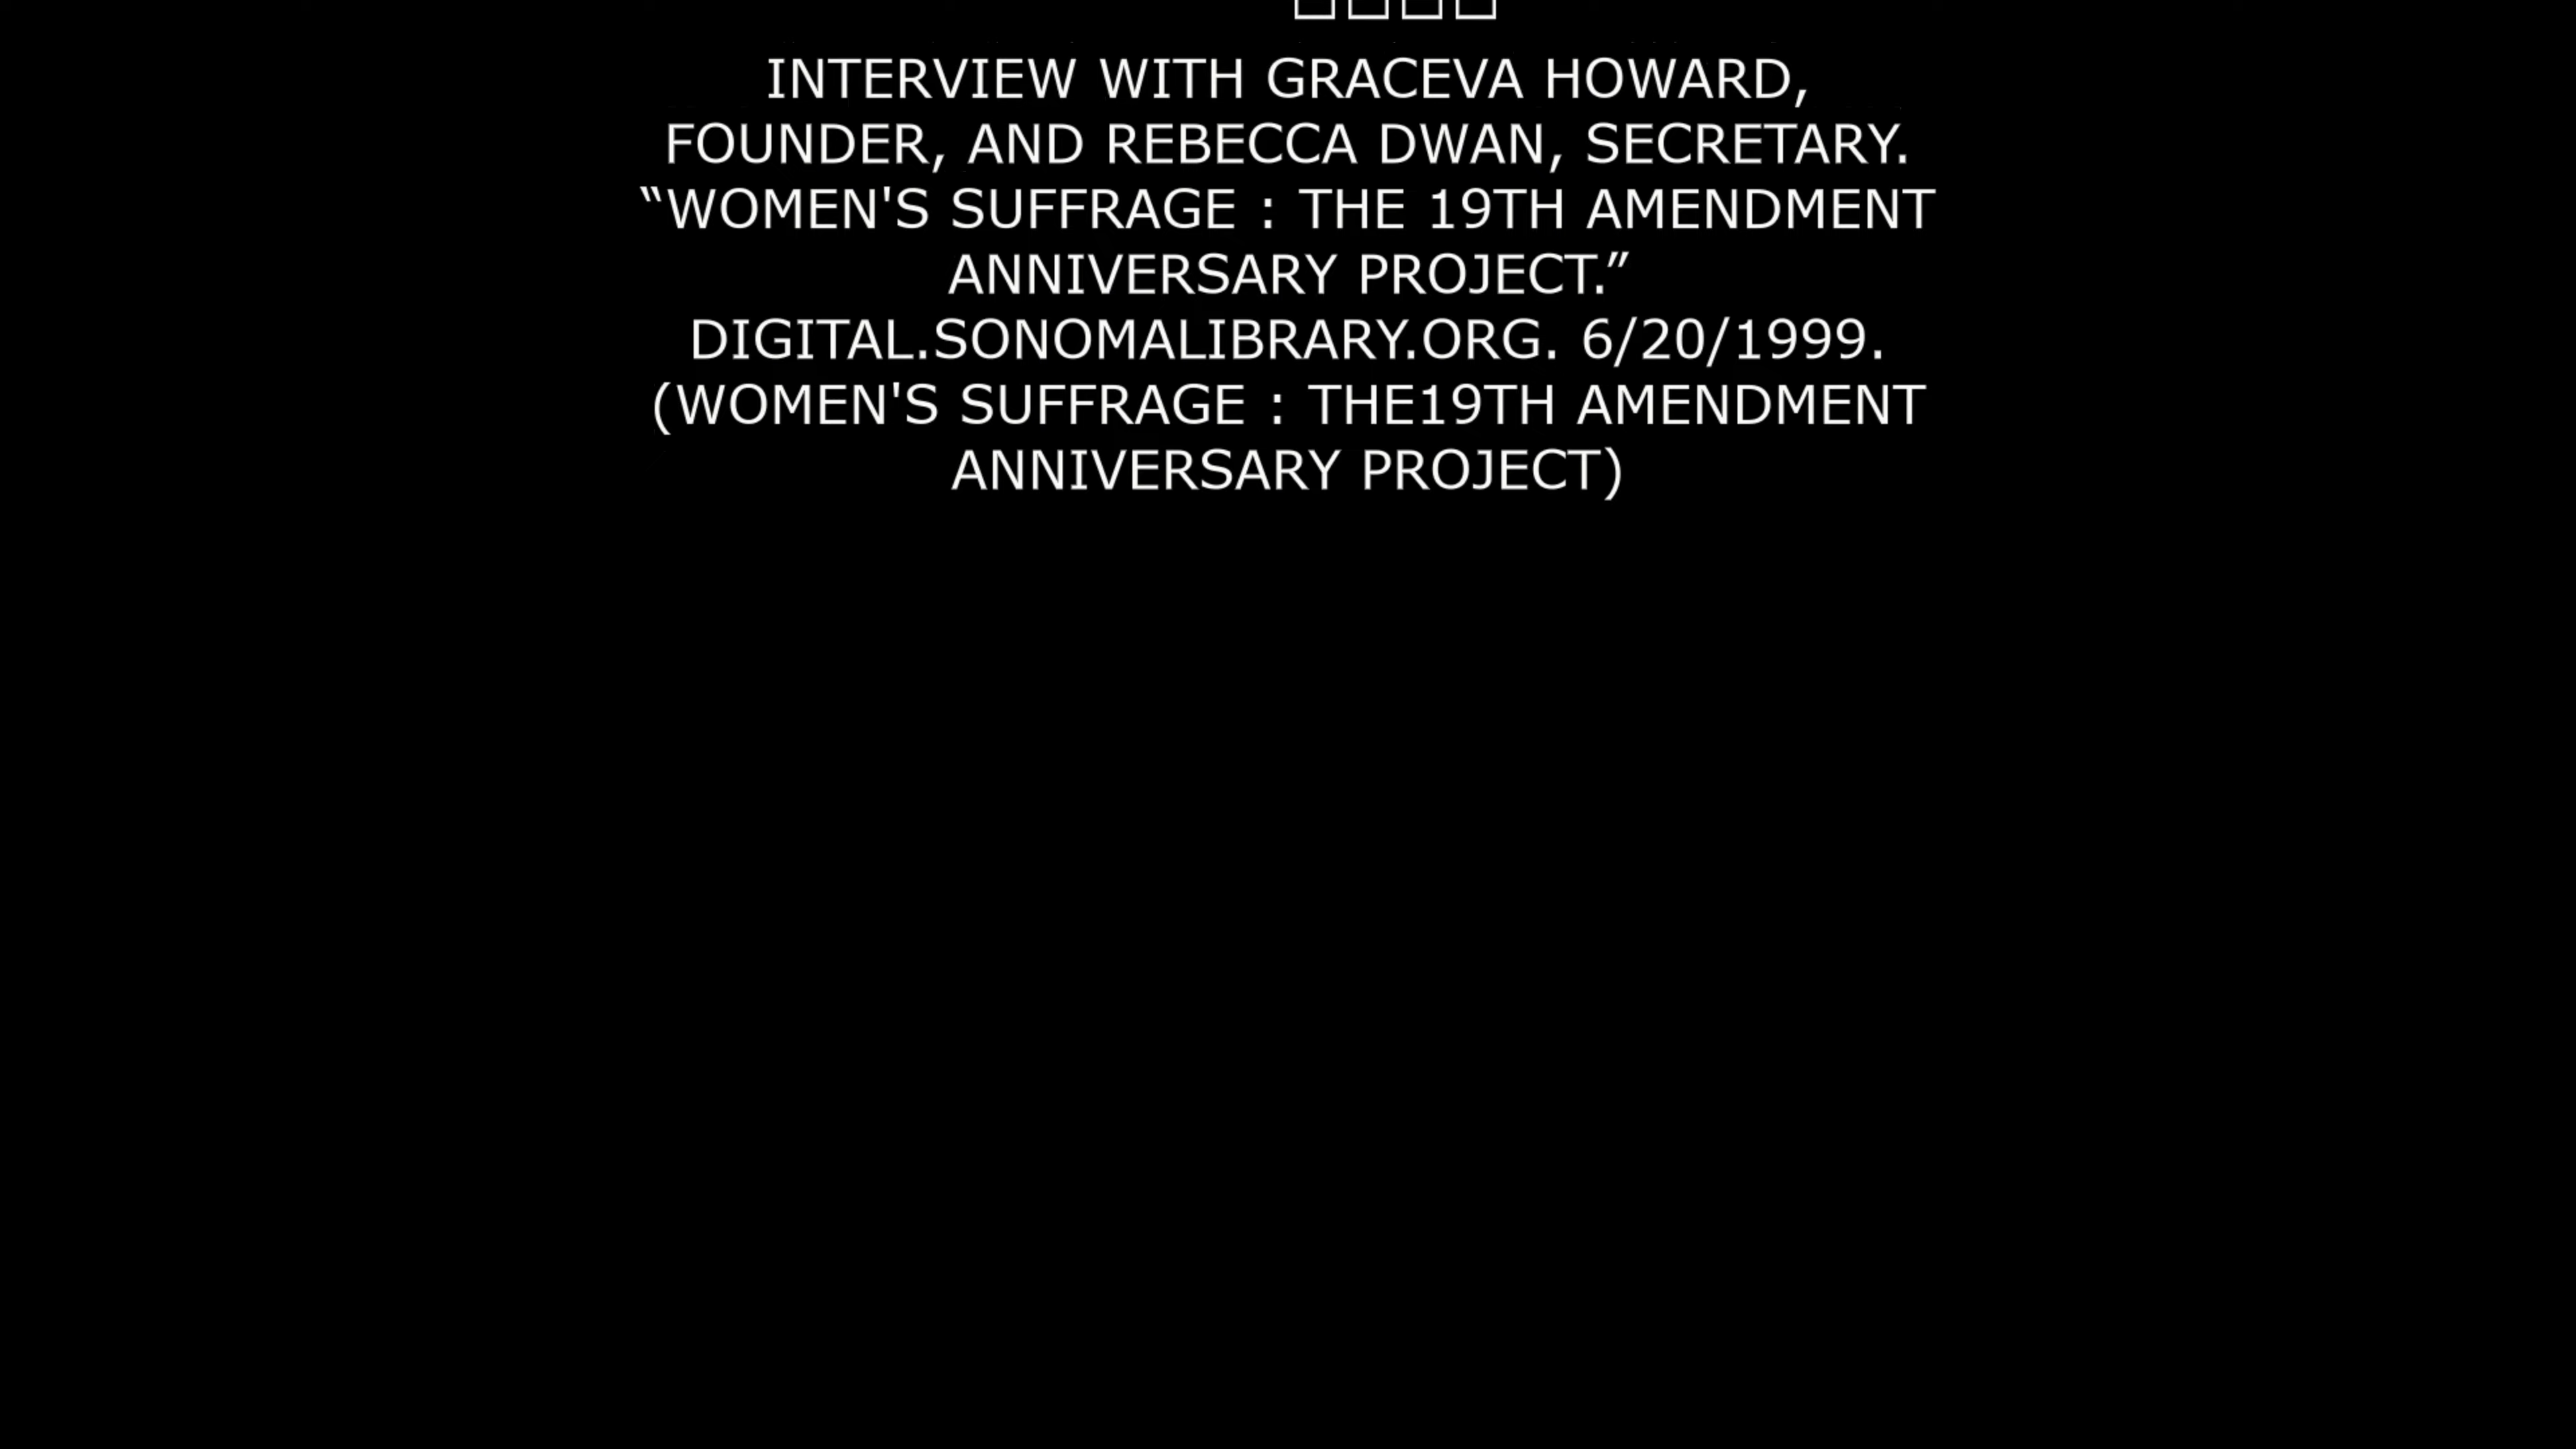 INTERVIEW WITH GRACEVA HOWARD,
FOUNDER, AND REBECCA DWAN, SECRETARY.
“WOMEN'S SUFFRAGE : THE 19TH AMENDMENT
ANNIVERSARY PROJECT.”
DIGITAL.SONOMALIBRARY.ORG. 6/20/1999.
(WOMEN'S SUFFRAGE : THE19TH AMENDMENT
ANNIVERSARY PROJECT)